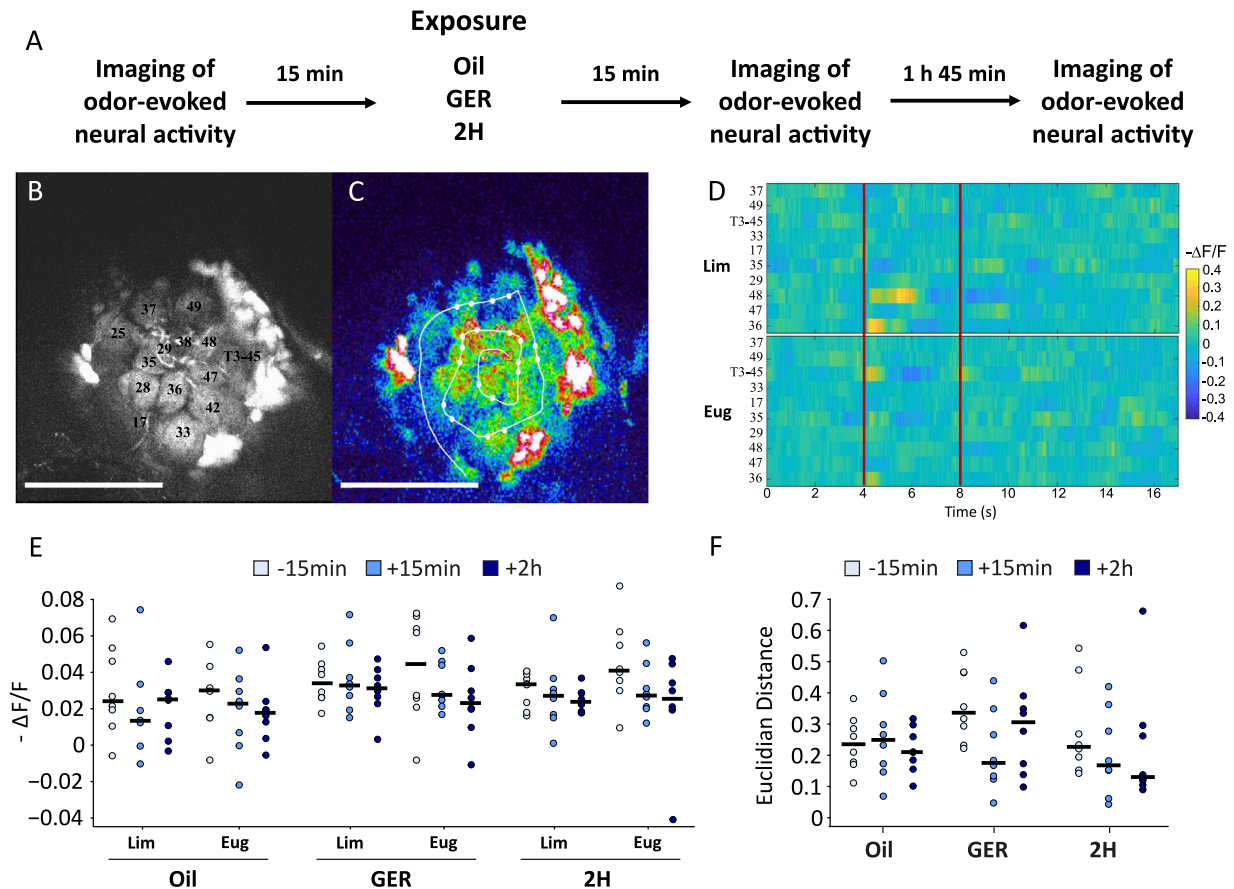 A
Exposure
Imaging of
odor-evoked
neural activity
15 min
Oil
GER
2H
15 min
Imaging of
odor-evoked
neural activity
1 h 45 min
Imaging of
odor-evoked
neural activity
B
37
49
25
29
38
48
35
T3-45
28
36
47
42
17
33
C
D
Lim
37
49
T3-45
33
17
35
29
48
47
36
Eug
37
49
T3-45
33
17
35
29
48
47
36
0 2 4 6 8 10 12 14 16
Time (s)
-ΔF/F
0.4
0.3
0.2
0.1
0
-0.1
-0.2
-0.3
-0.4
E
-15min +15min +2h
- ΔF/F
0.08
0.06
0.04
0.02
0
−0.02
−0.04
Lim Eug Lim Eug Lim Eug
Oil GER 2H
F
-15min +15min +2h
Euclidian Distance
0.7
0.6
0.5
0.4
0.3
0.2
0.1
0
Oil GER 2H